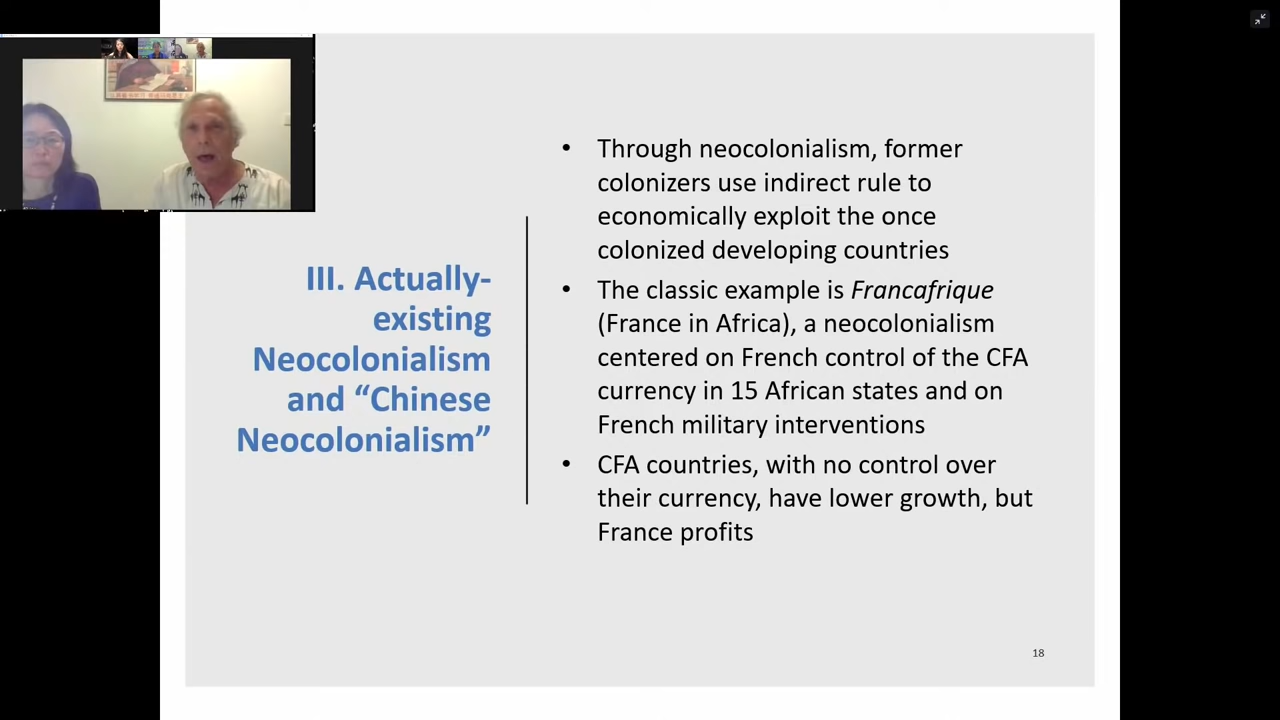 III. Actually-
existing
Neocolonialism
and “Chinese
Neocolonialism”
• Through neocolonialism, former
colonizers use indirect rule to
economically exploit the once
colonized developing countries
• The classic example is Francafrique
(France in Africa), a neocolonialism
centered on French control of the CFA
currency in 15 African states and on
French military interventions
• CFA countries, with no control over
their currency, have lower growth, but
France profits
18